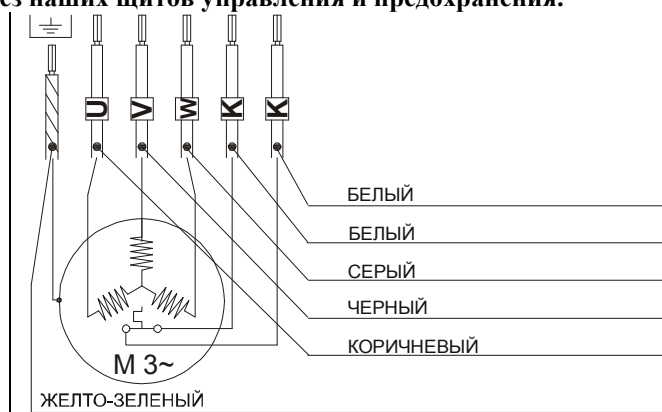 ез наших щитов управления и предохранения.
U V W K K
БЕЛЫЙ
БЕЛЫЙ
СЕРЫЙ
ЧЕРНЫЙ
КОРИЧНЕВЫЙ
M 3~
ЖЕЛТО-ЗЕЛЕНЫЙ